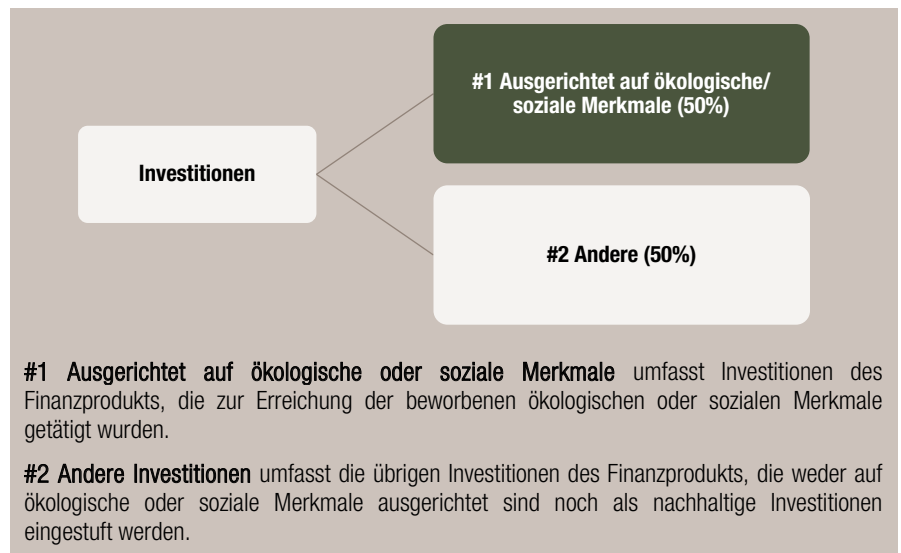 #1 Ausgerichtet auf ökologische/
soziale Merkmale (50%)
Investitionen
#2 Andere (50%)
#1 Ausgerichtet auf ökologische oder soziale Merkmale umfasst Investitionen des
Finanzprodukts, die zur Erreichung der beworbenen ökologischen oder sozialen Merkmale
getätigt wurden.
#2 Andere Investitionen umfasst die übrigen Investitionen des Finanzprodukts, die weder auf
ökologische oder soziale Merkmale ausgerichtet sind noch als nachhaltige Investitionen
eingestuft werden.